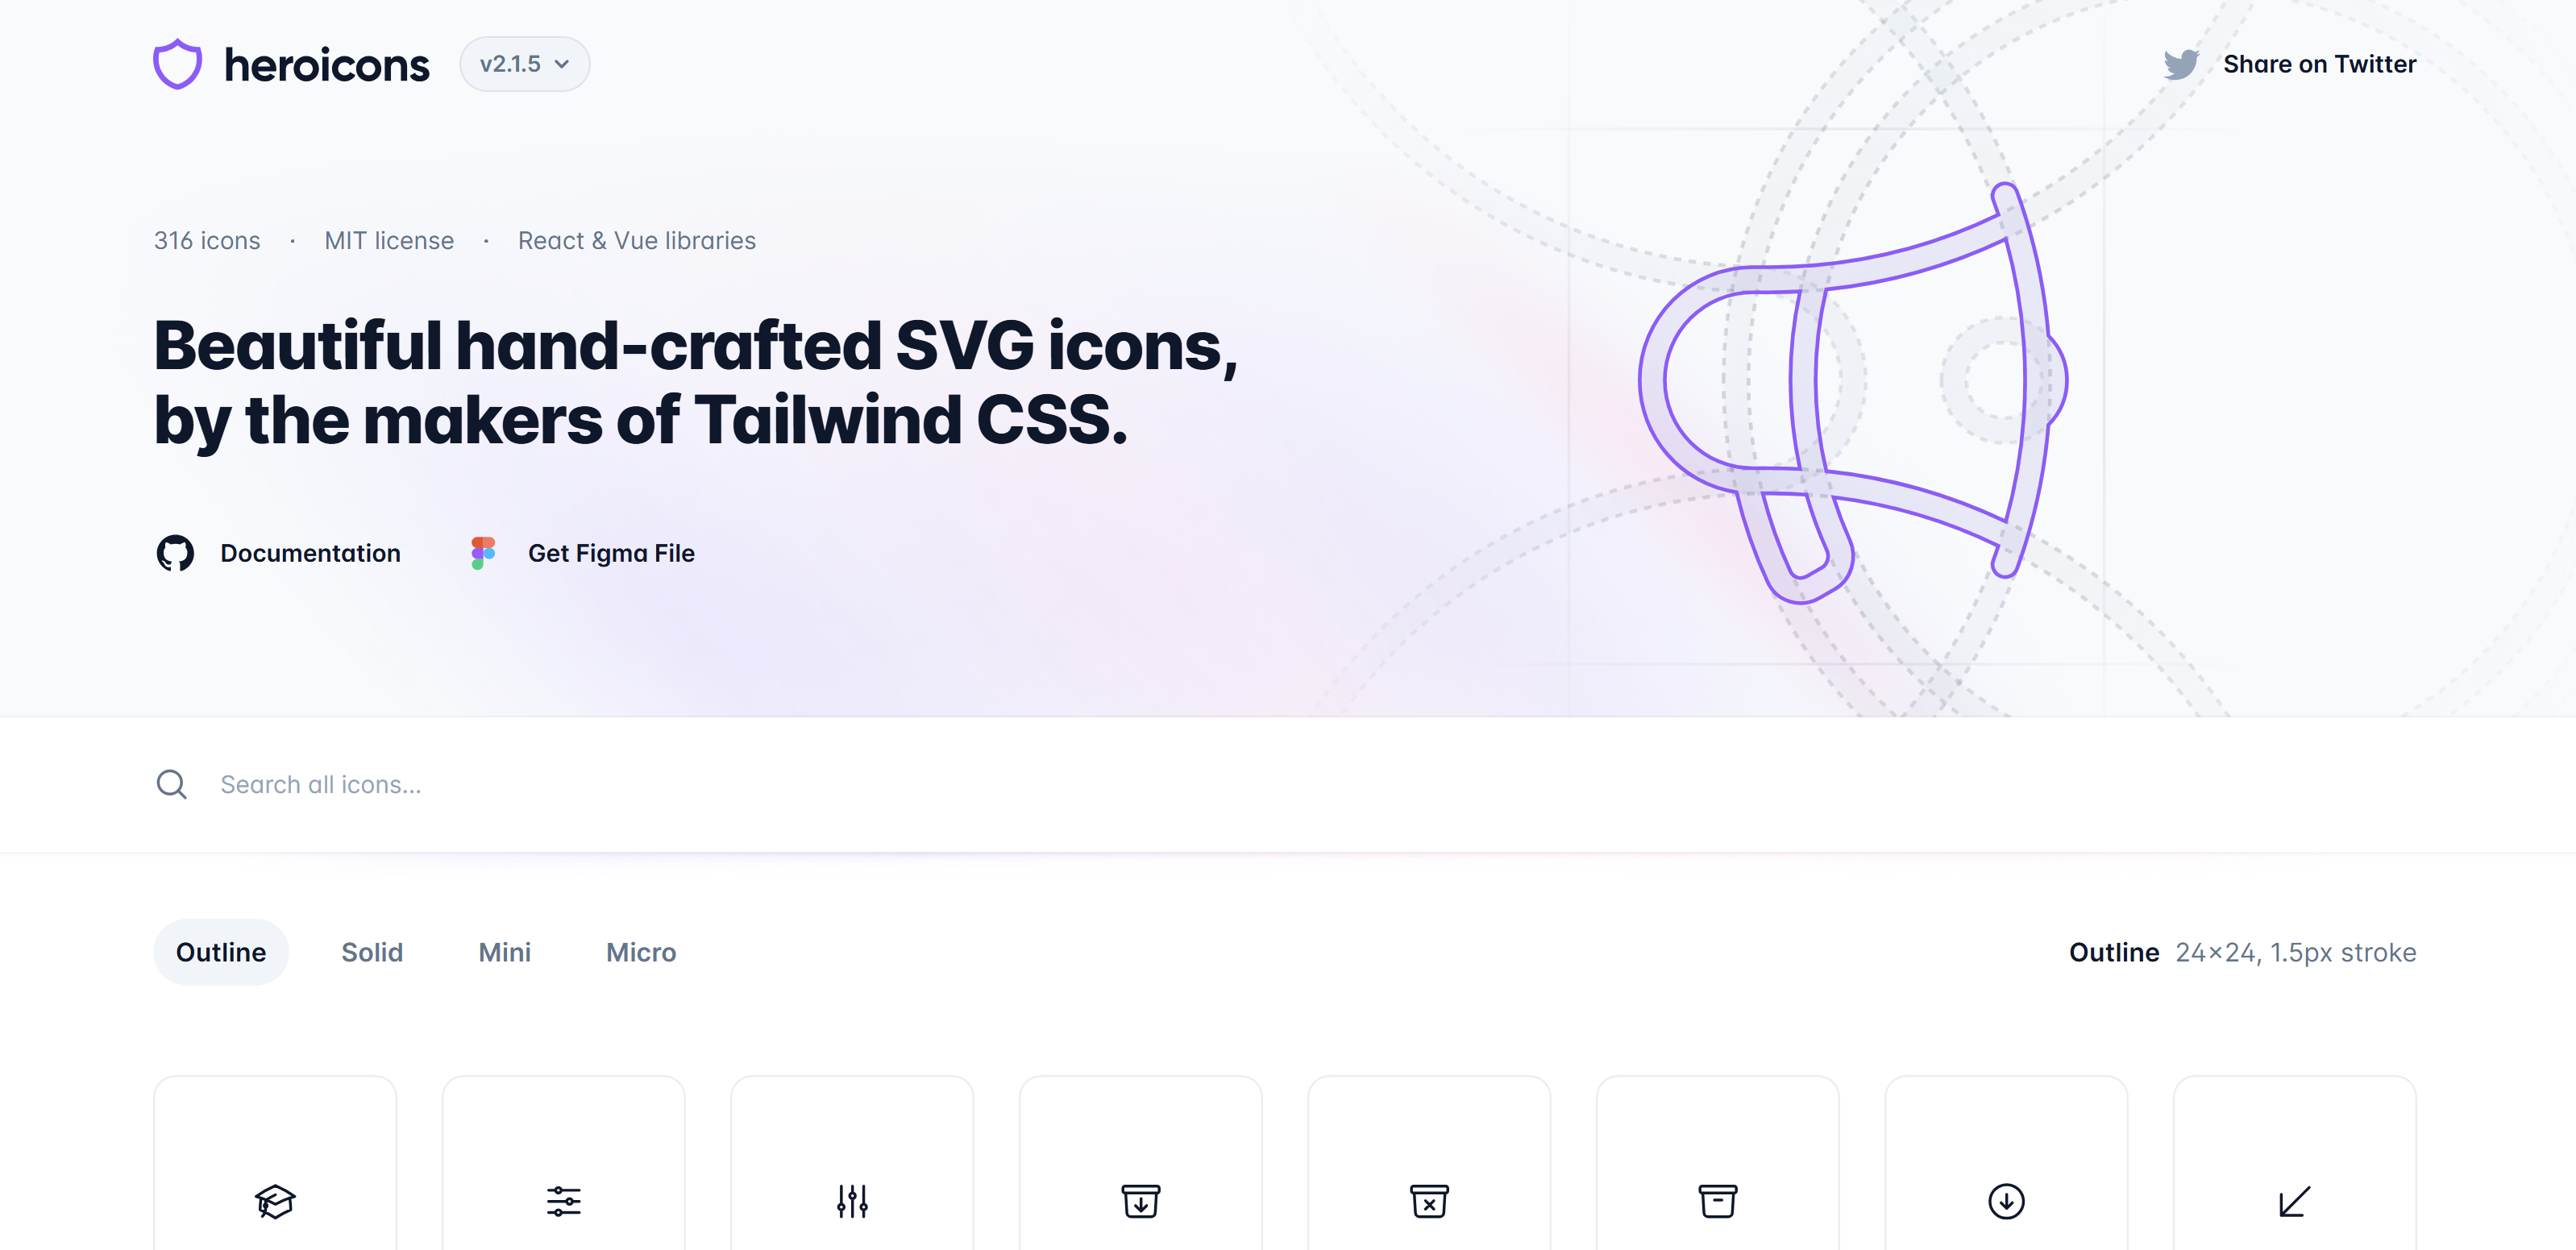 heroicons v2.1.5 Share on Twitter
316 icons · MIT license · React & Vue libraries
Beautiful hand-crafted SVG icons,
by the makers of Tailwind CSS.
Documentation Get Figma File
Search all icons...
Outline Solid Mini Micro Outline 24×24, 1.5px stroke